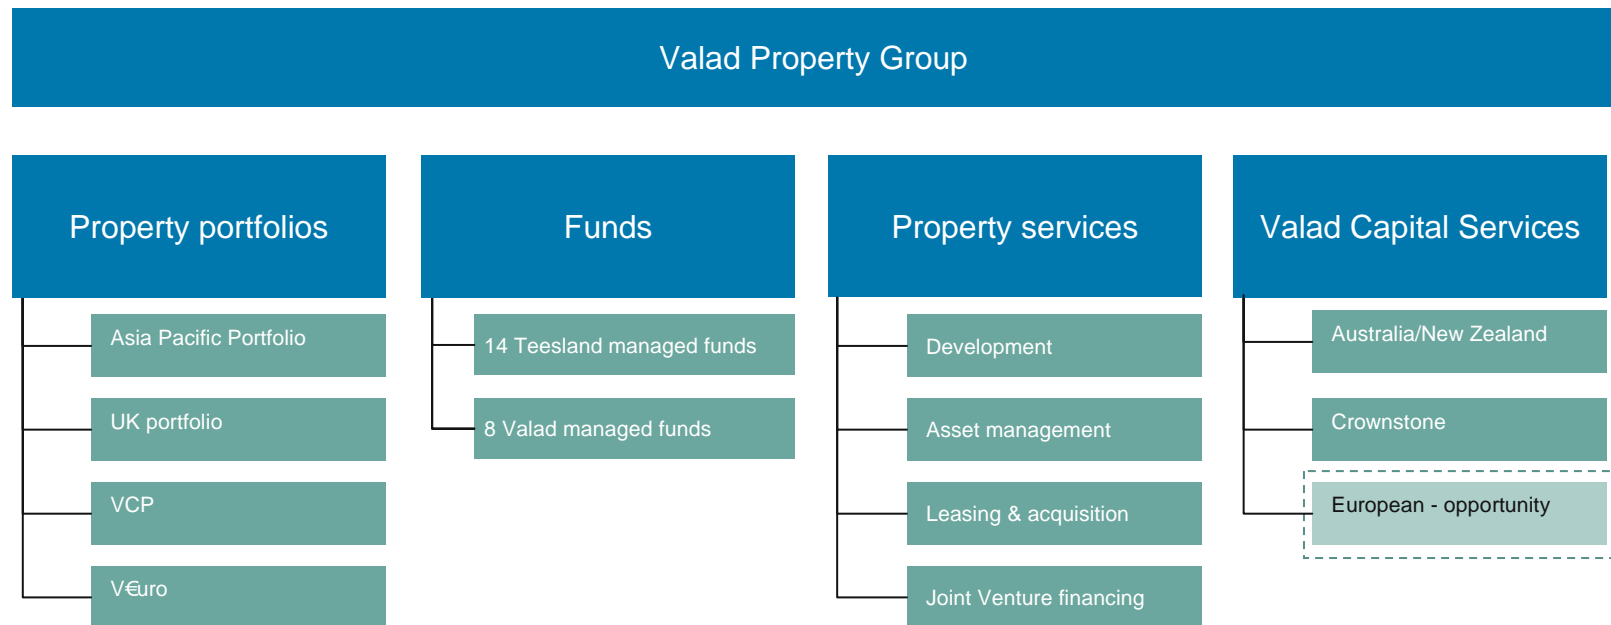 Valad Property Group
Property portfolios
Asia Pacific Portfolio
UK portfolio
VCP
V€uro
Funds
14 Teesland managed funds
8 Valad managed funds
Property services
Development
Asset management
Leasing & acquisition
Joint Venture financing
Valad Capital Services
Australia/New Zealand
Crownstone
European - opportunity